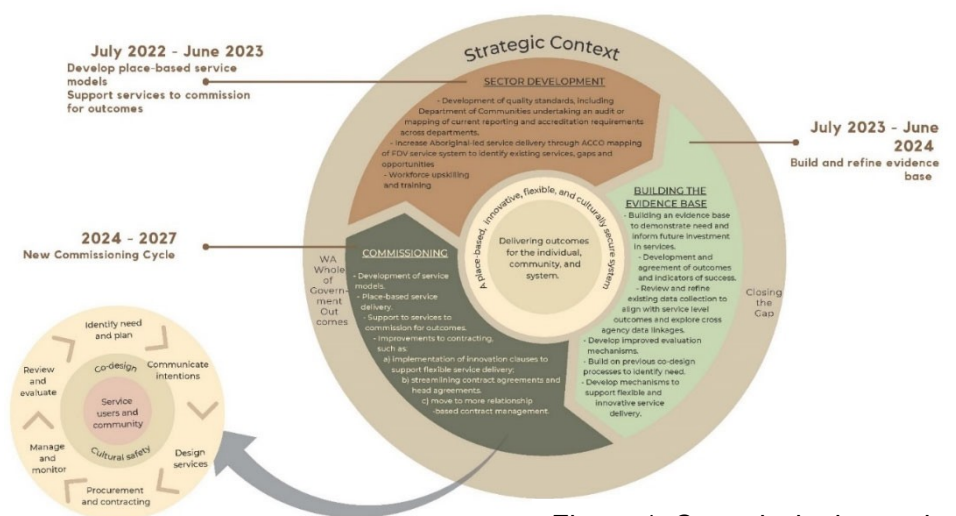 July 2022 - June 2023
Develop place-based service
models
Support services to commission
for outcomes
July 2023 - June
2024
Build and refine evidence
base
2024 - 2027
New Commissioning Cycle
Strategic Context
WA
Whole
of
Govern-
ment
Out
comes
Closing
the
Gap
SECTOR DEVELOPMENT
- Development of quality standards, including
Department of Communities undertaking an audit or
mapping of current reporting and accreditation requirements
across departments.
- Increase Aboriginal-led service delivery through ACCO mapping
of FDV service system to identify existing services, gaps and
opportunities
- Workforce upskilling
and training
BUILDING THE
EVIDENCE BASE
- Building an evidence base
to demonstrate need and
inform future investment
in services.
- Development and
agreement of outcomes
and indicators of success.
- Review and refine
existing data collection to
align with service level
outcomes and explore cross
agency data linkages.
- Develop improved evaluation
mechanisms.
- Build on previous co-design
processes to identify need.
- Develop mechanisms to
support flexible and
innovative service
delivery.
COMMISSIONING
- Development of service
models.
- Place-based service
delivery.
- Support to services to
commission for outcomes.
- Improvements to contracting,
such as:
a) implementation of innovation clauses to
support flexible service delivery;
b) streamlining contract agreements and
head agreements.
c) move to more relationship
-based contract management.
A place-based, innovative, flexible, and culturally secure system
Delivering outcomes
for the individual,
community, and
system.
Identify need
and plan
Communicate
intentions
Design
services
Procurement
and contracting
Manage
and
monitor
Review
and
evaluate
Co-design
Cultural safety
Service
users and
community